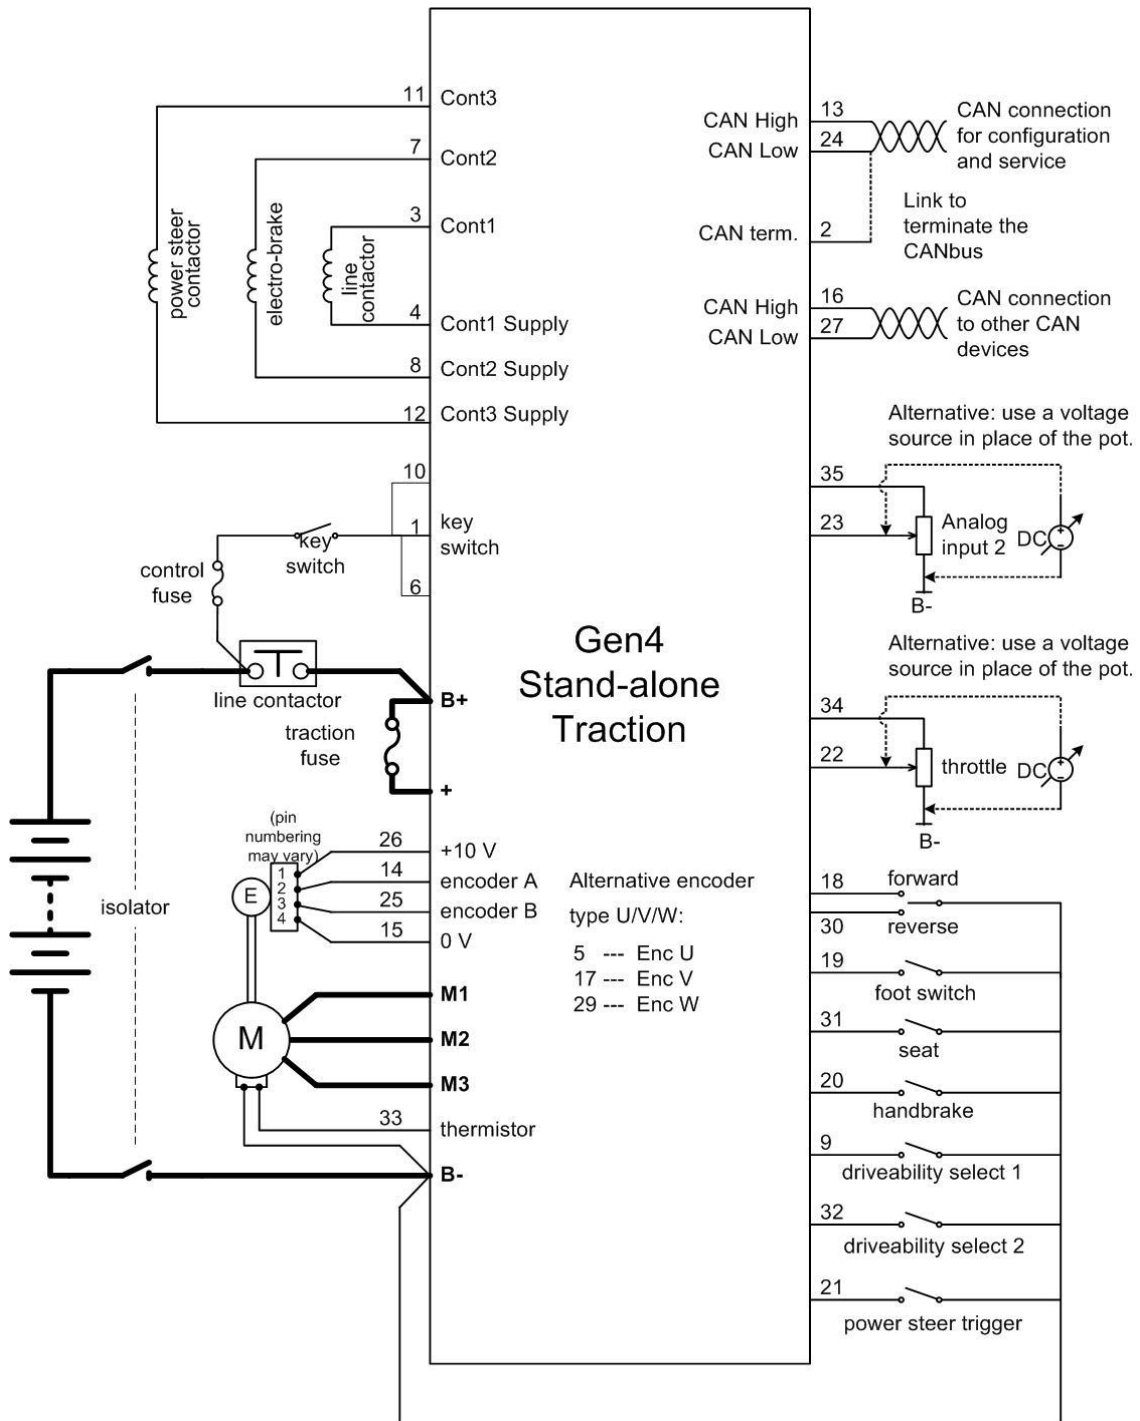 11 Cont3
7 Cont2
3 Cont1
power steer
contactor
electro-brake
line
contactor
4 Cont1 Supply
8 Cont2 Supply
12 Cont3 Supply
10
1 key
switch
key
switch
6
control
fuse
line contactor
B+
traction
fuse
+
isolator
(pin
numbering
may vary)
1
2
3
4
E
26 +10 V
14 encoder A
25 encoder B
15 0 V
M
M1
M2
M3
33 thermistor
B-
Gen4
Stand-alone
Traction
Alternative encoder
type U/V/W:
5 --- Enc U
17 --- Enc V
29 --- Enc W
CAN High 13
CAN Low 24
CAN connection
for configuration
and service
CAN term. 2
Link to
terminate the
CANbus
CAN High 16
CAN Low 27
CAN connection
to other CAN
devices
Alternative: use a voltage
source in place of the pot.
35
23
Analog
input 2
DC
+
−
B-
Alternative: use a voltage
source in place of the pot.
34
22
throttle
DC
+
−
B-
18 forward
30 reverse
19
foot switch
31
seat
20
handbrake
9
driveability select 1
32
driveability select 2
21
power steer trigger